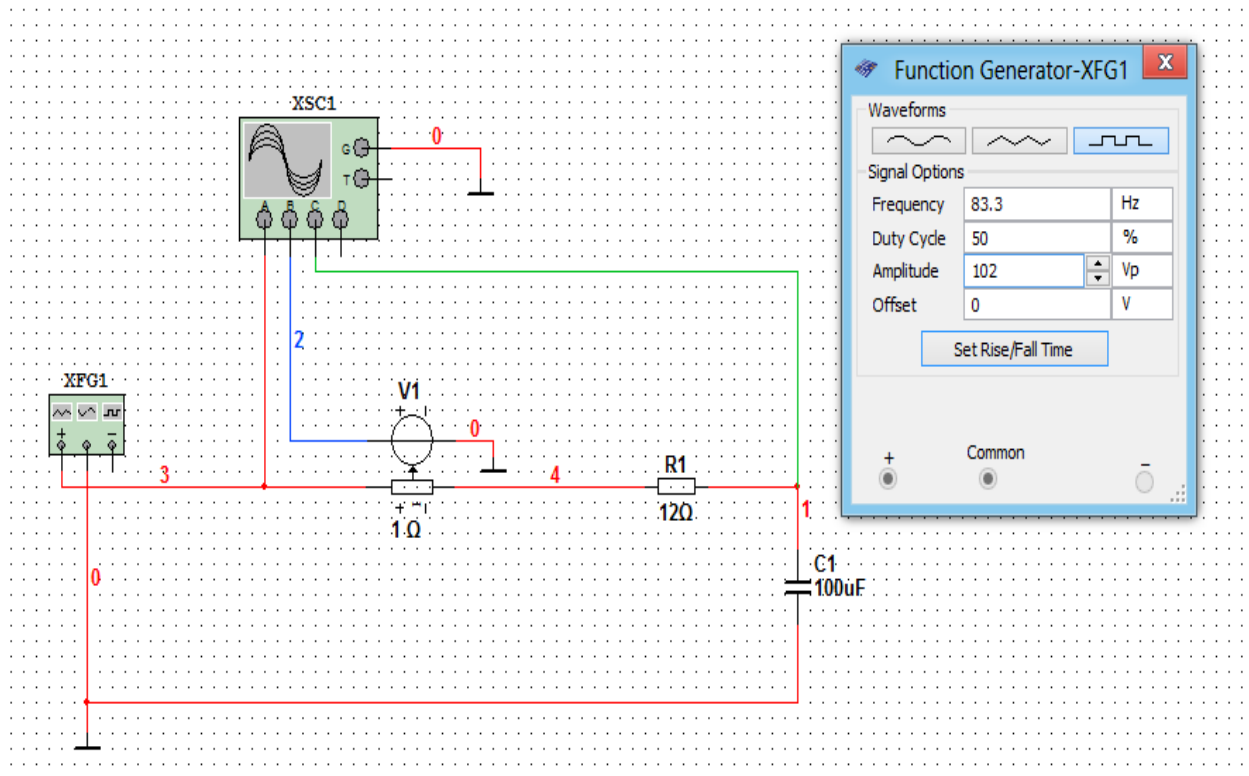 Function Generator-XFG1
X
Waveforms
Signal Options
Frequency 83.3 Hz
Duty Cycle 50 %
Amplitude 102 Vp
Offset 0 V
Set Rise/Fall Time
+ Common −
XSC1
G
T
A B C D
0
2
XFG1
+ −
V1
+ −
0
3
4
R1
1
+ −
1 Ω
12Ω
C1
100uF
0